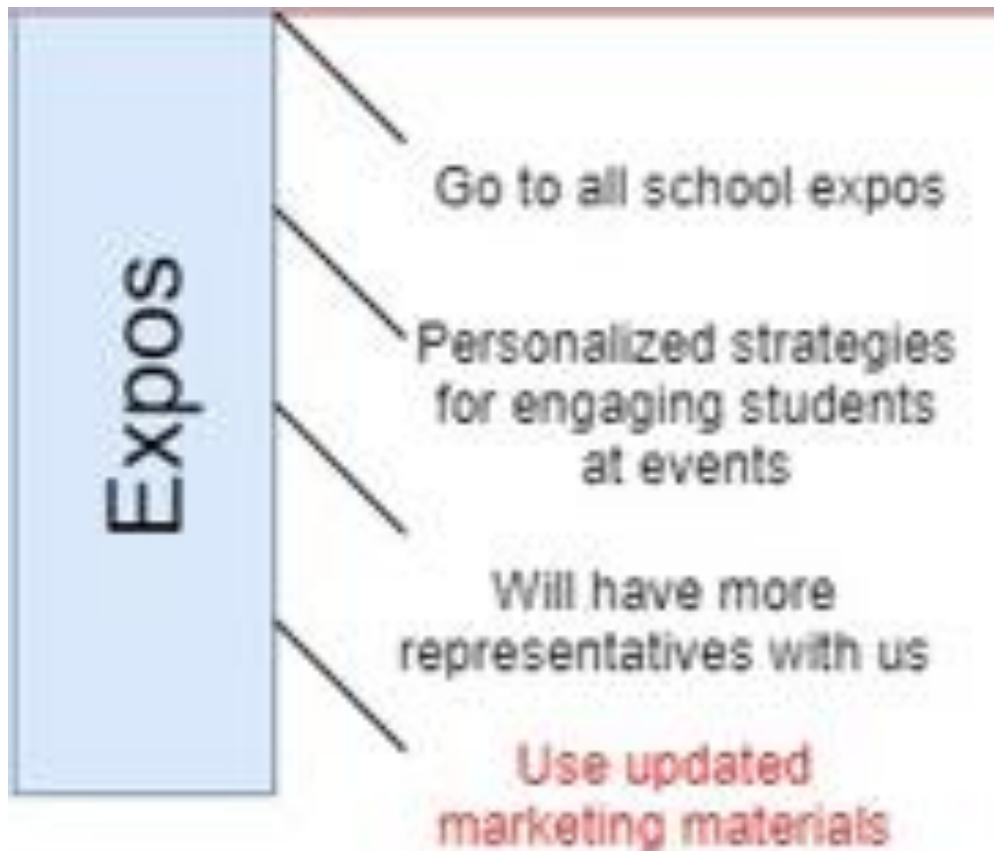 Expos
Go to all school expos
Personalized strategies
for engaging students
at events
Will have more
representatives with us
Use updated
marketing materials